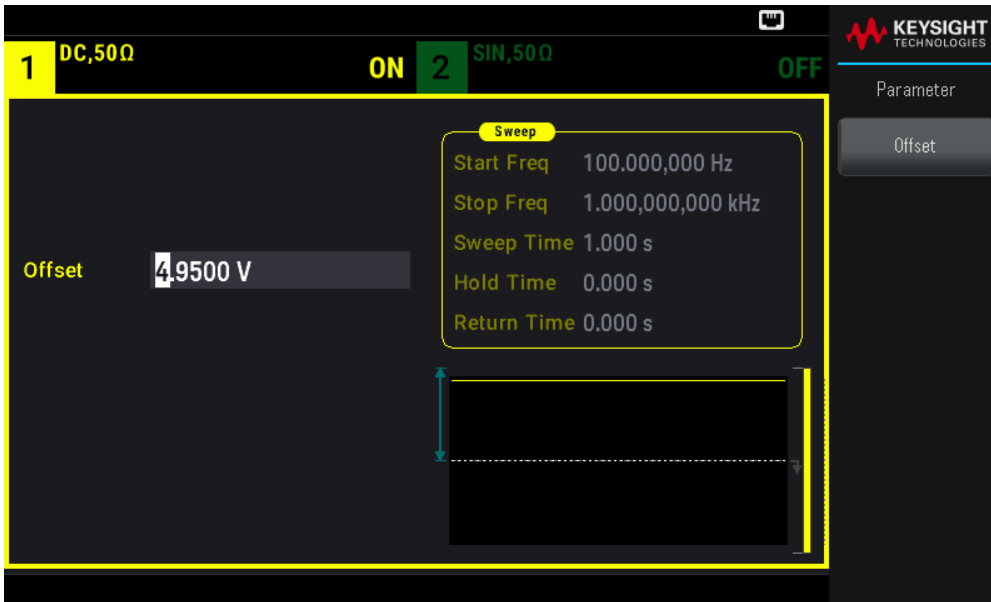 KEYSIGHT
TECHNOLOGIES
1 DC,50Ω ON 2 SIN,50Ω OFF
Parameter
Offset
Sweep
Start Freq 100.000,000 Hz
Stop Freq 1.000,000,000 kHz
Sweep Time 1.000 s
Offset 4.9500 V
Hold Time 0.000 s
Return Time 0.000 s